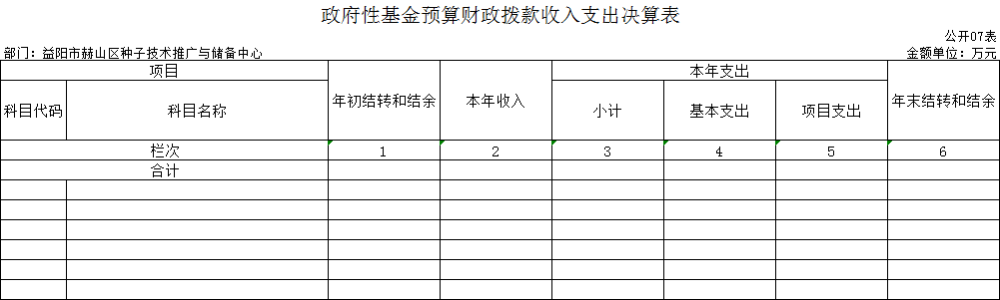 政府性基金预算财政拨款收入支出决算表
公开07表
部门：益阳市赫山区种子技术推广与储备中心 金额单位：万元
项目 年初结转和结余 本年收入 本年支出 年末结转和结余
科目代码 科目名称 小计 基本支出 项目支出
栏次 1 2 3 4 5 6
合计